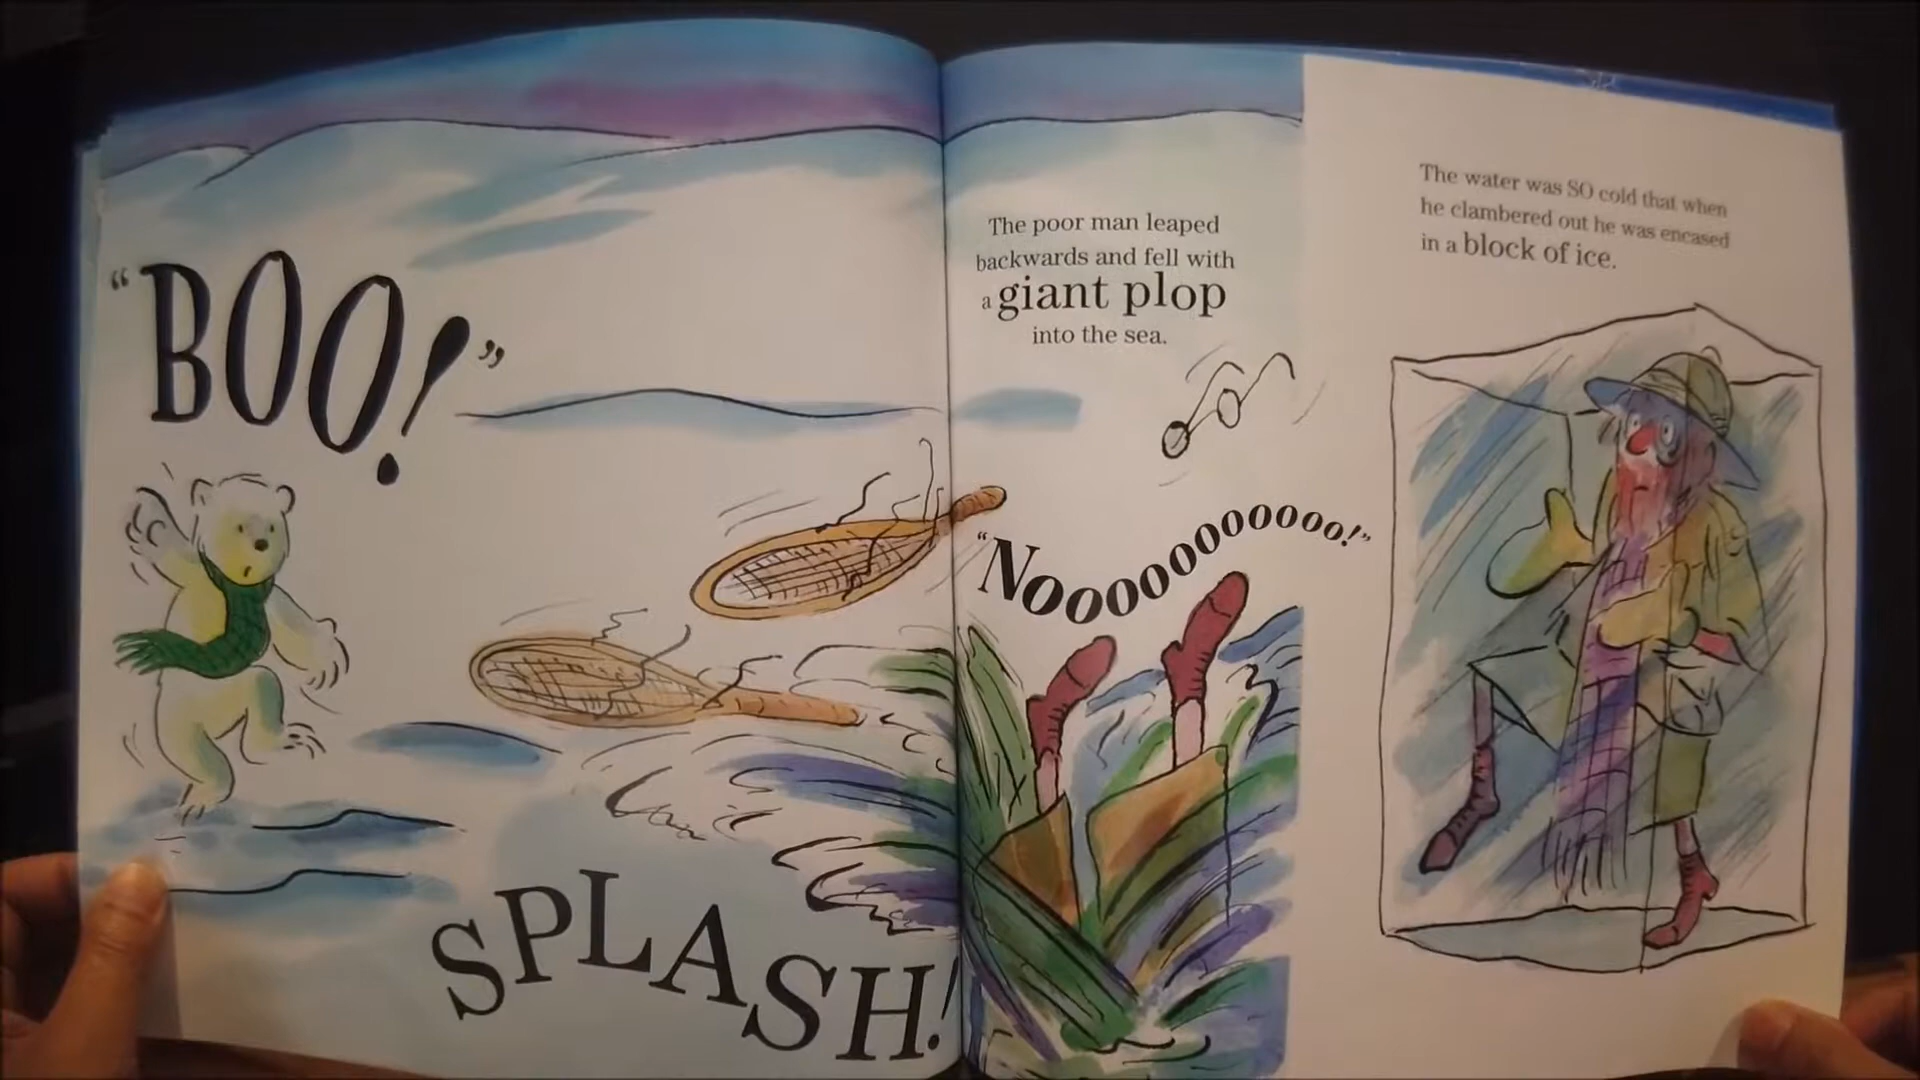 “BOO!”
SPLASH!
The poor man leaped
backwards and fell with
a giant plop
into the sea.
“Noooooooooooo!”
The water was SO cold that when
he clambered out he was encased
in a block of ice.